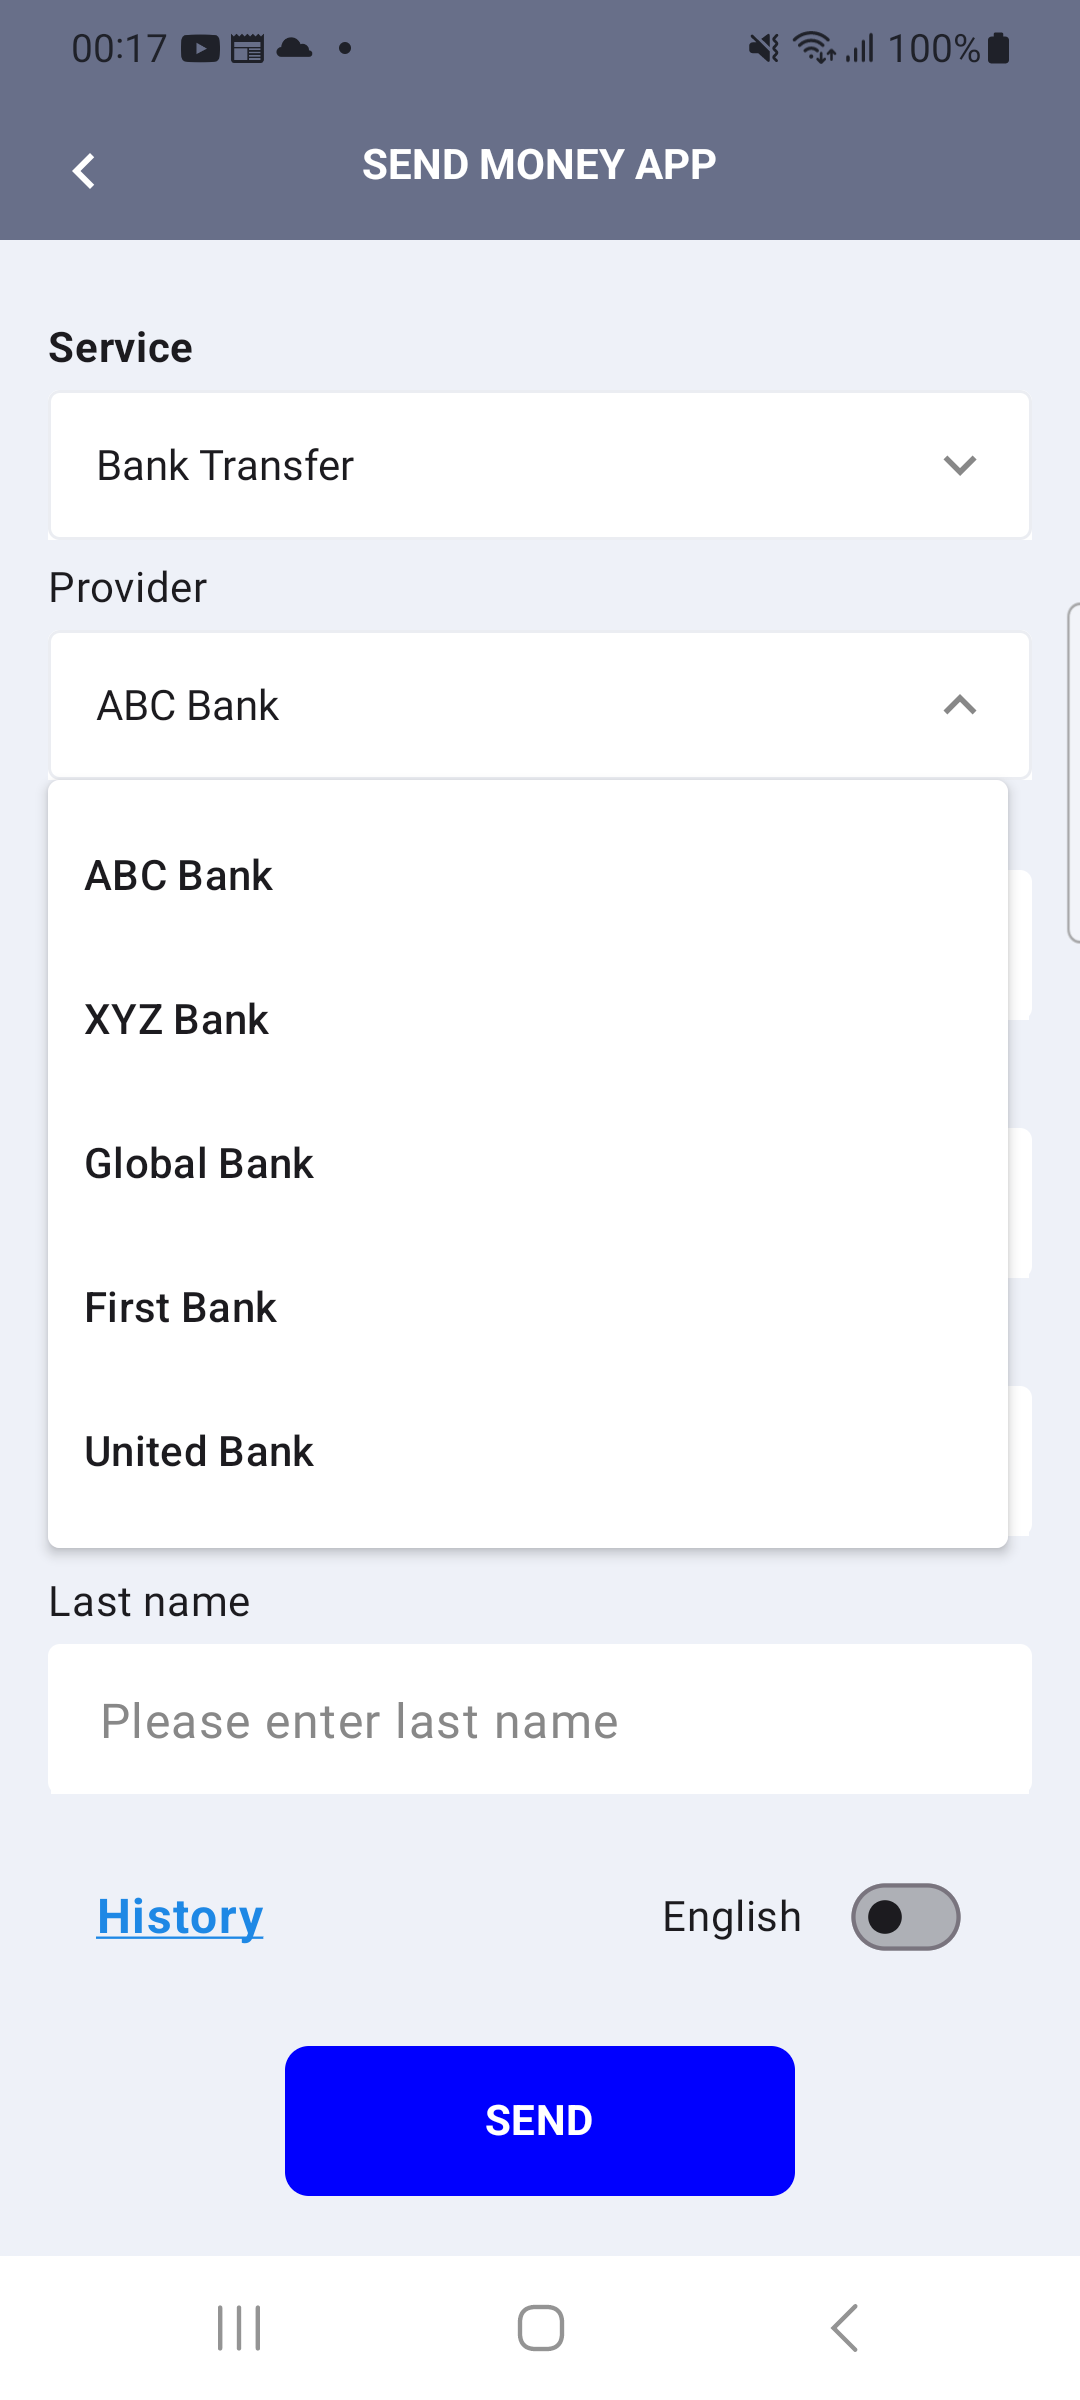 00:17
100%
SEND MONEY APP
Service
Bank Transfer
Provider
ABC Bank
ABC Bank
XYZ Bank
Global Bank
First Bank
United Bank
Last name
Please enter last name
History
English
SEND